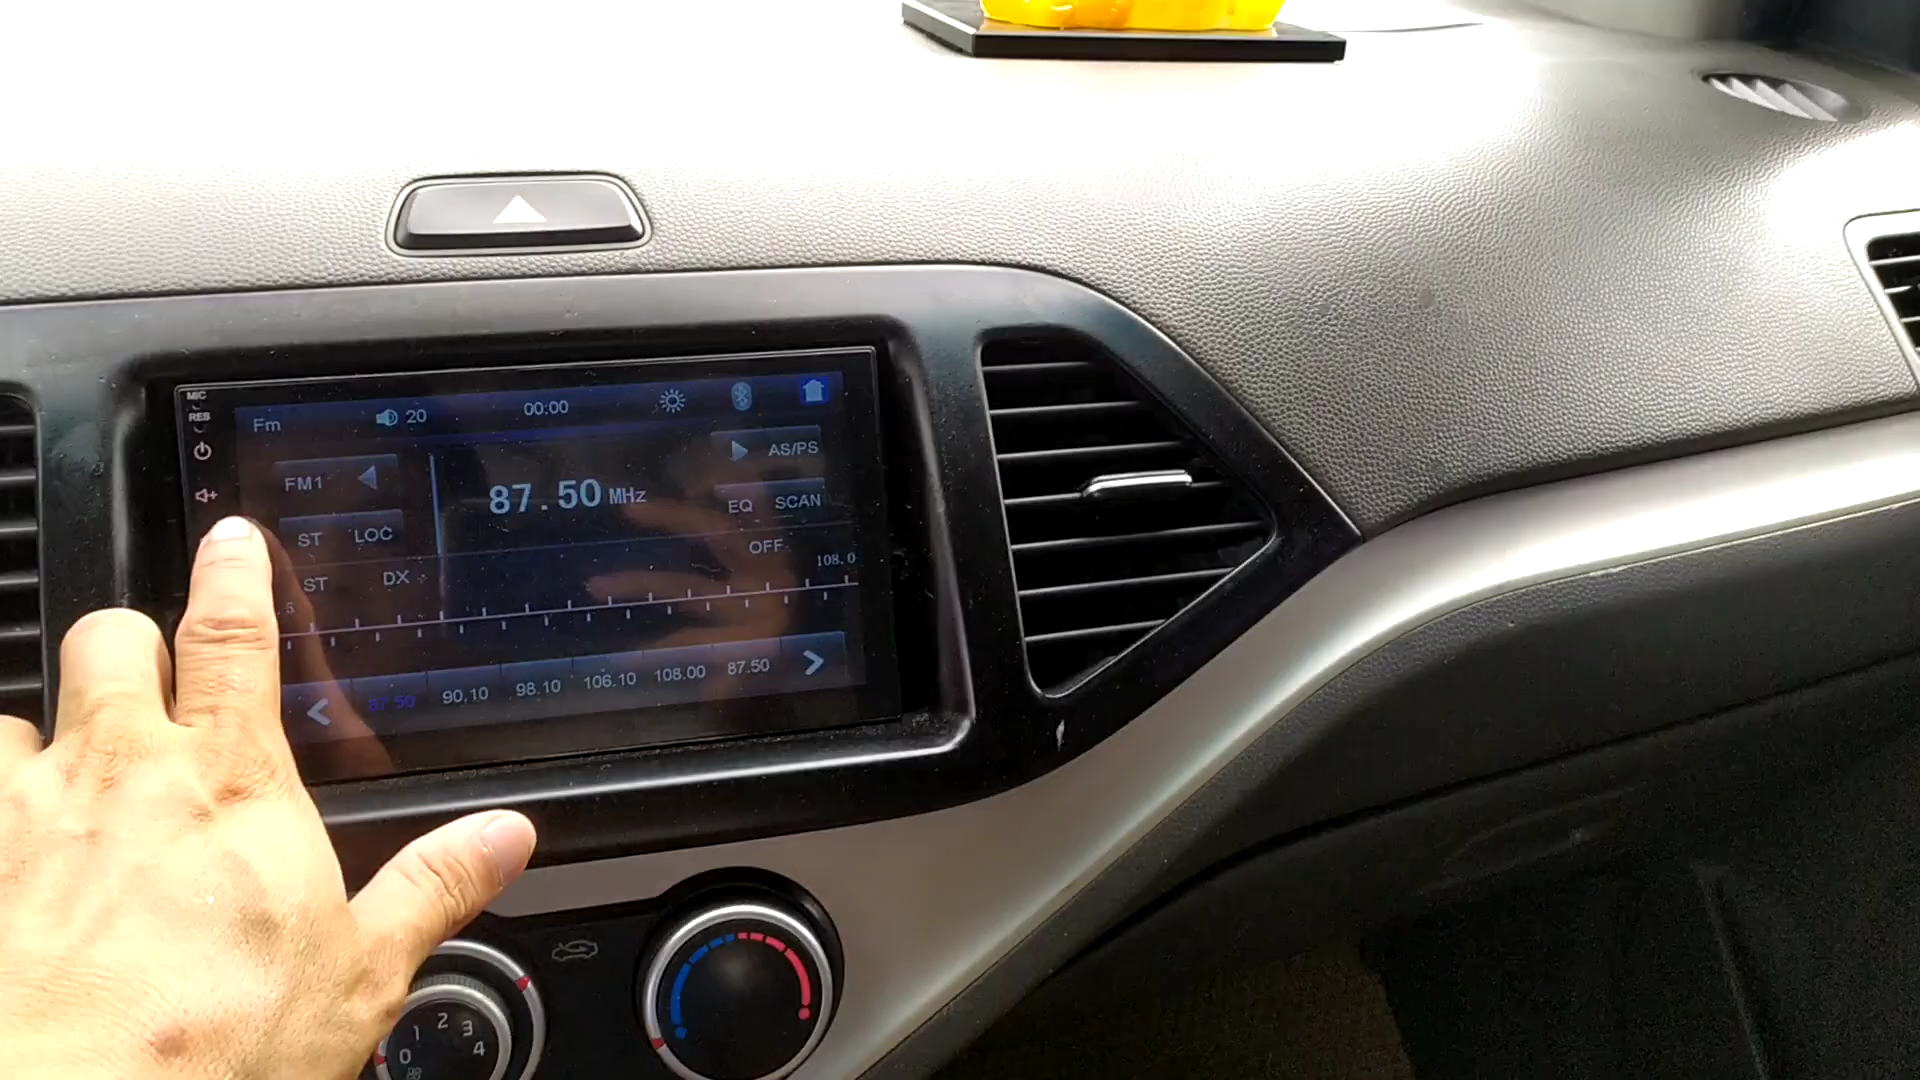 MIC
RES
Fm 20 00:00
FM1 AS/PS
87.50 MHz
EQ SCAN
ST LOC
OFF
ST DX
108.0
5
87.50 90.10 98.10 106.10 108.00 87.50
0 1 2 3 4